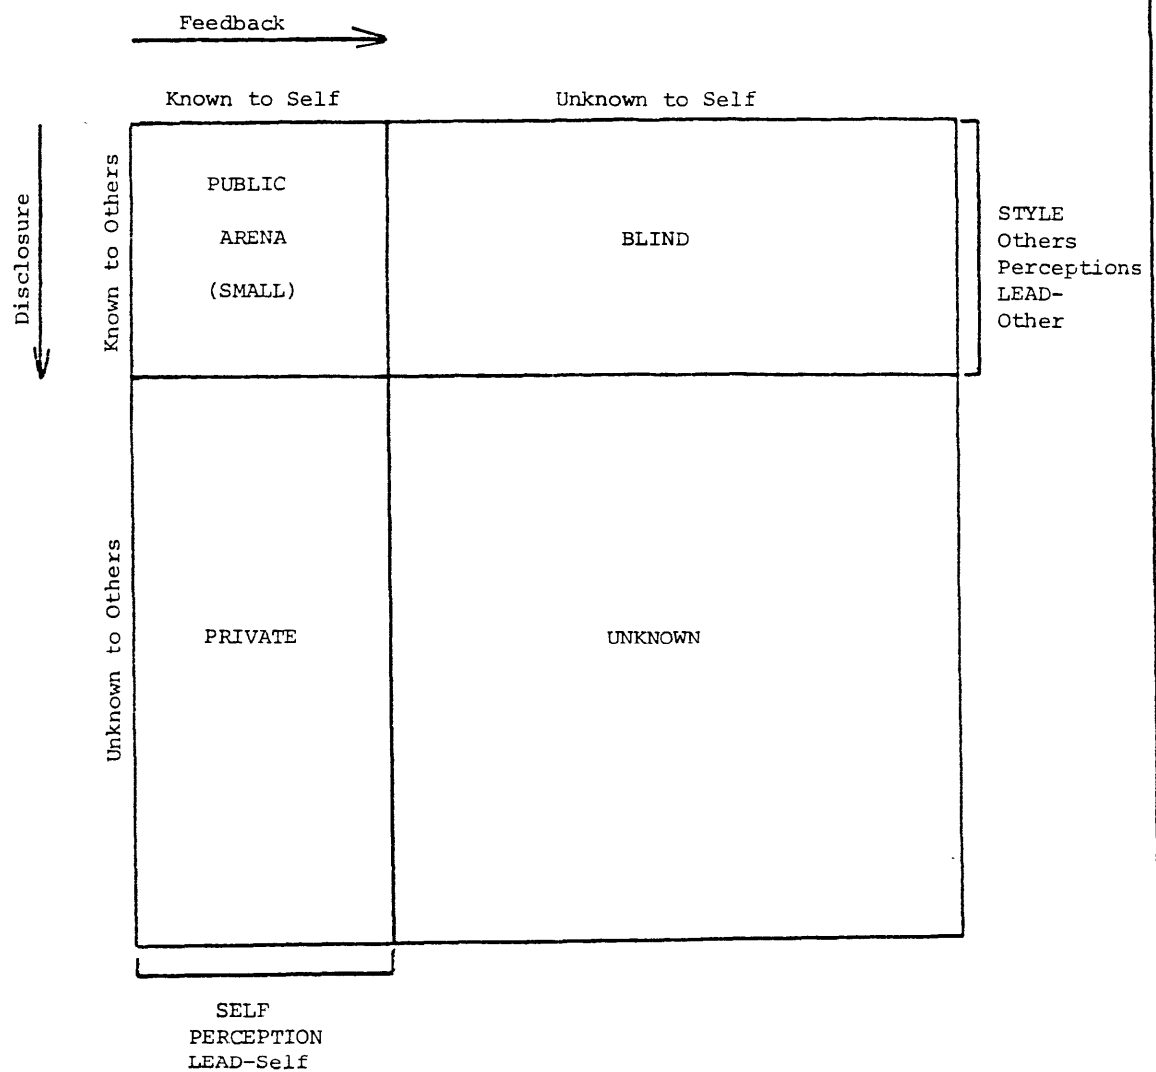 Feedback
Known to Self
Unknown to Self
Disclosure
Known to Others
PUBLIC
ARENA
(SMALL)
BLIND
STYLE
Others
Perceptions
LEAD-
Other
Unknown to Others
PRIVATE
UNKNOWN
SELF
PERCEPTION
LEAD-Self